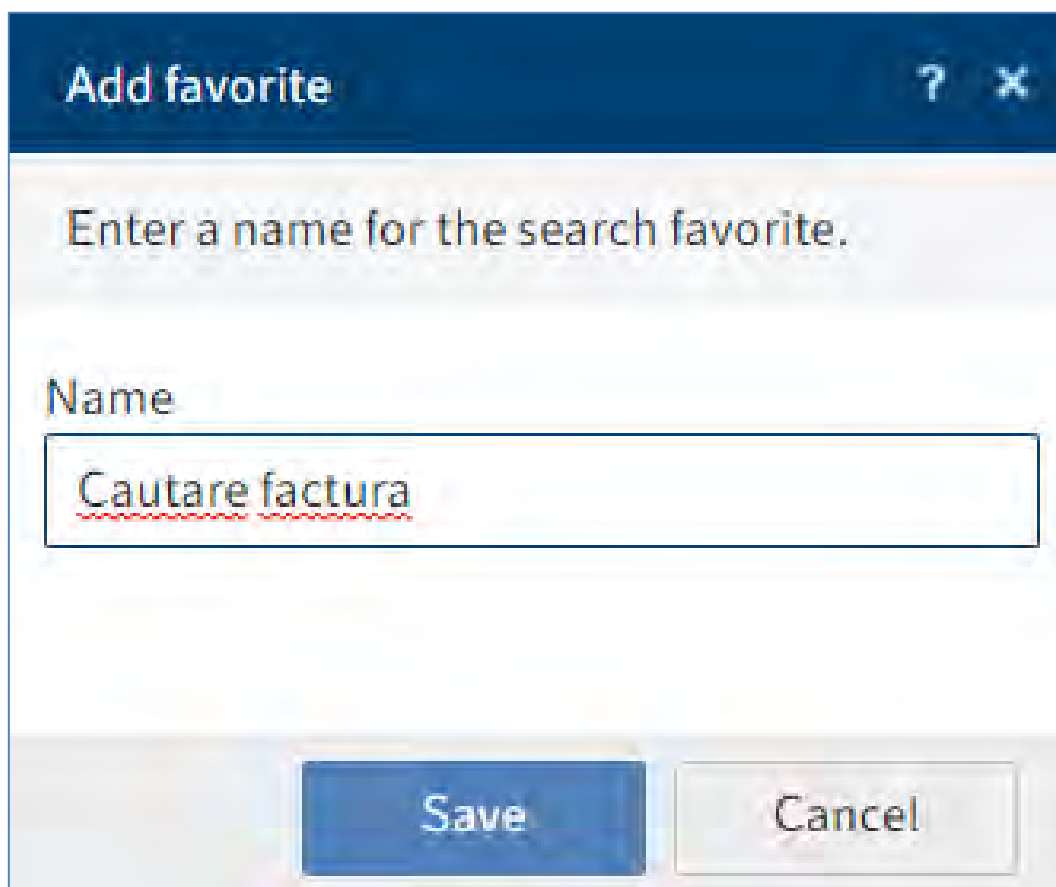 Add favorite ? ×
Enter a name for the search favorite.
Name
Cautare factura
Save Cancel